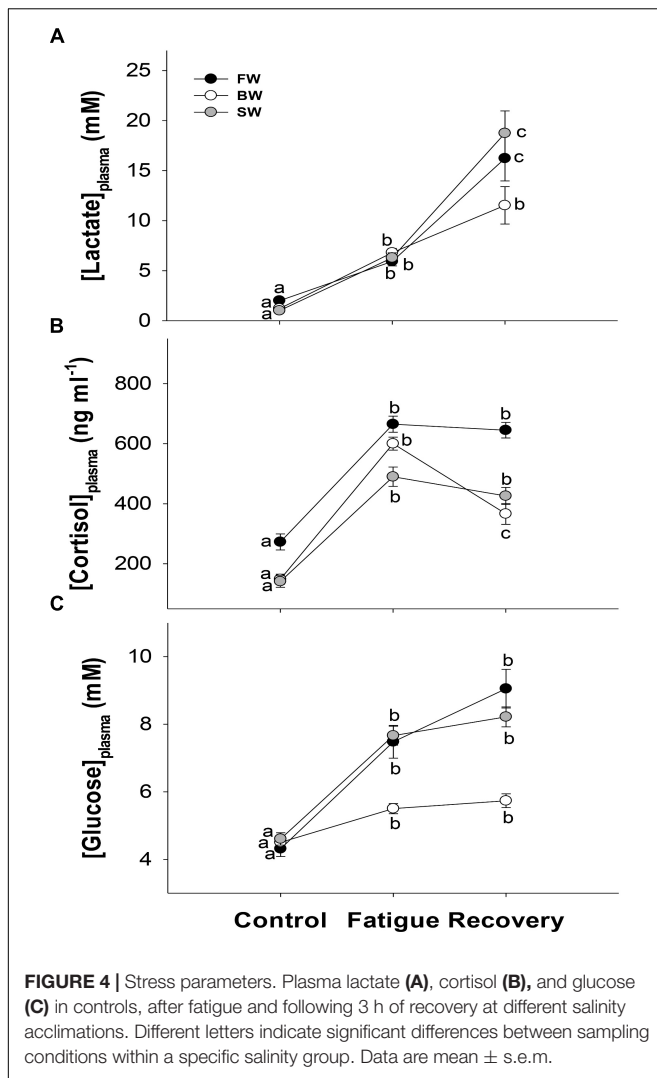 A
[Lactate]plasma (mM)
25
20
15
10
5
0
FW
BW
SW
a
a
a
b
b
b
c
c
b
B
[Cortisol]plasma (ng ml-1)
800
600
400
200
a
a
a
b
b
b
b
b
c
C
[Glucose]plasma (mM)
10
8
6
4
a
a
a
b
b
b
b
b
b
Control Fatigue Recovery
FIGURE 4 | Stress parameters. Plasma lactate (A), cortisol (B), and glucose
(C) in controls, after fatigue and following 3 h of recovery at different salinity
acclimations. Different letters indicate significant differences between sampling
conditions within a specific salinity group. Data are mean ± s.e.m.